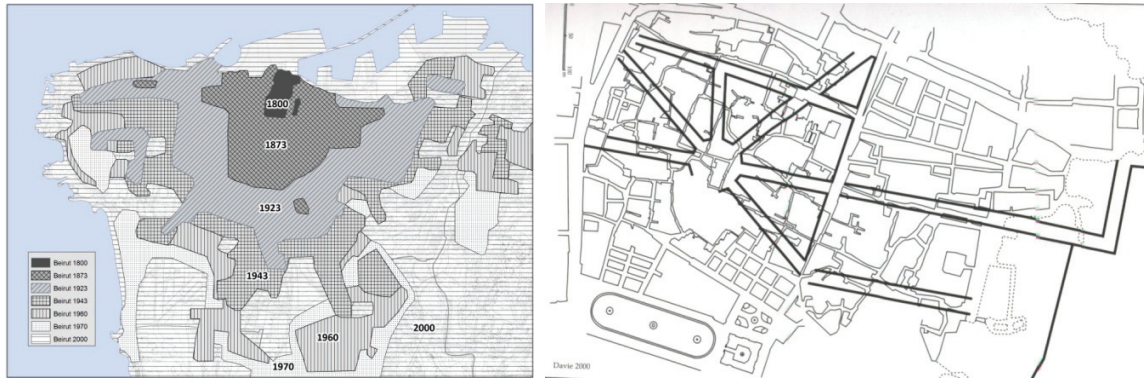 1800
1873
1923
1943
1960
2000
1970
Beirut 1800
Beirut 1873
Beirut 1923
Beirut 1943
Beirut 1960
Beirut 1970
Beirut 2000
Davie 2000